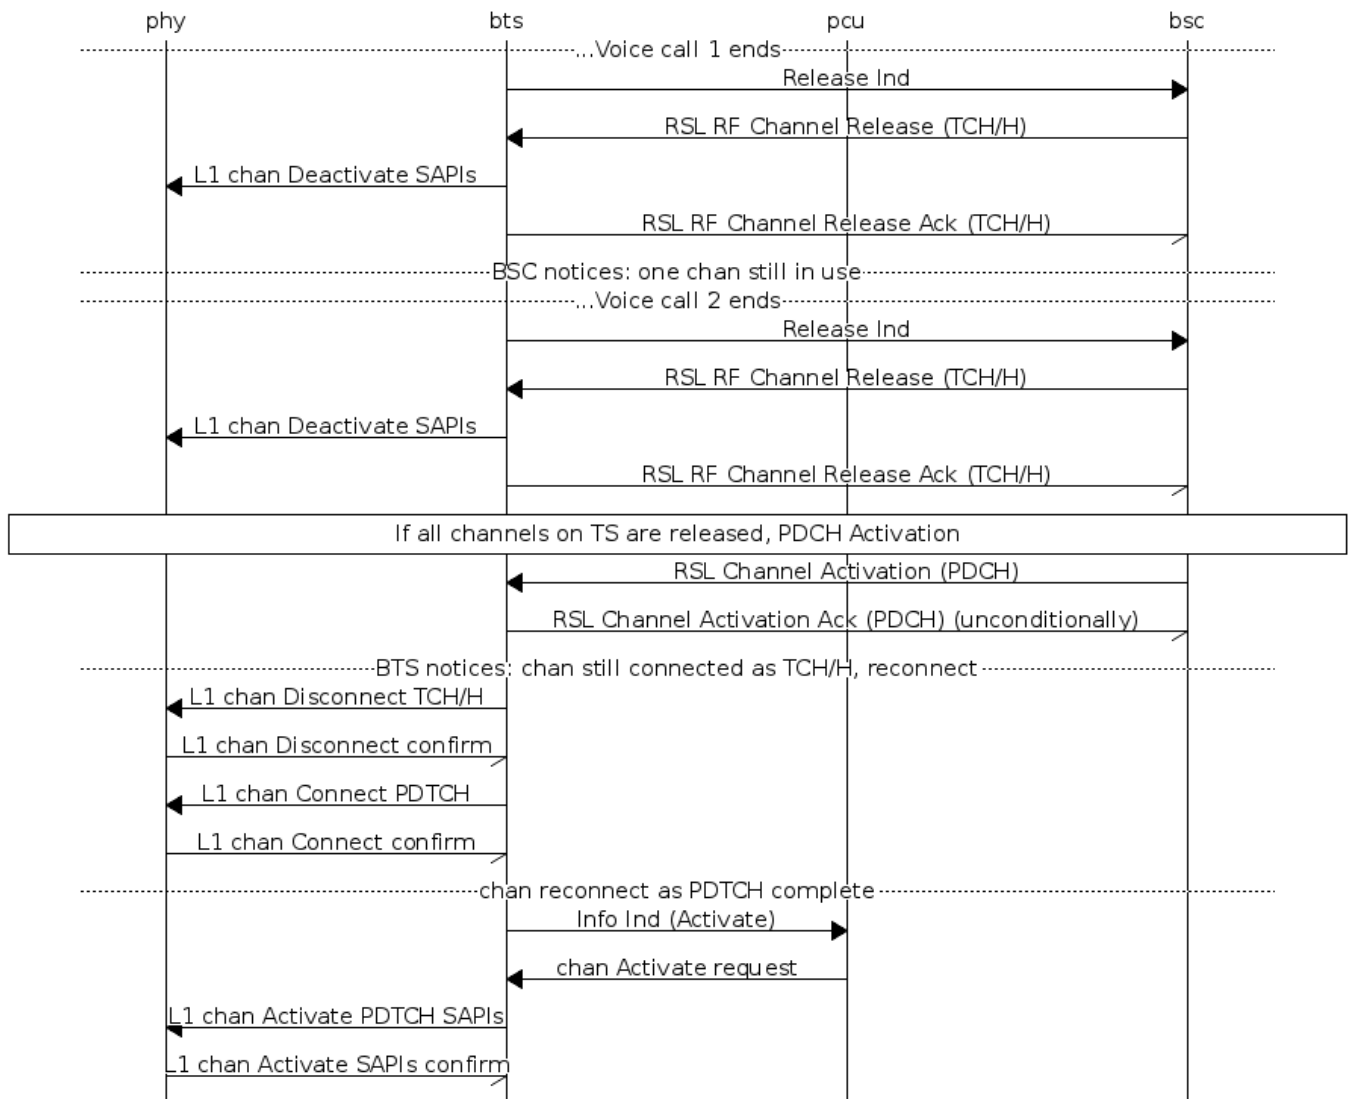 phy bts pcu bsc
...Voice call 1 ends
Release Ind
RSL RF Channel Release (TCH/H)
L1 chan Deactivate SAPIs
RSL RF Channel Release Ack (TCH/H)
BSC notices: one chan still in use
...Voice call 2 ends
Release Ind
RSL RF Channel Release (TCH/H)
L1 chan Deactivate SAPIs
RSL RF Channel Release Ack (TCH/H)
If all channels on TS are released, PDCH Activation
RSL Channel Activation (PDCH)
RSL Channel Activation Ack (PDCH) (unconditionally)
BTS notices: chan still connected as TCH/H, reconnect
L1 chan Disconnect TCH/H
L1 chan Disconnect confirm
L1 chan Connect PDTCH
L1 chan Connect confirm
chan reconnect as PDTCH complete
Info Ind (Activate)
chan Activate request
L1 chan Activate PDTCH SAPIs
L1 chan Activate SAPIs confirm